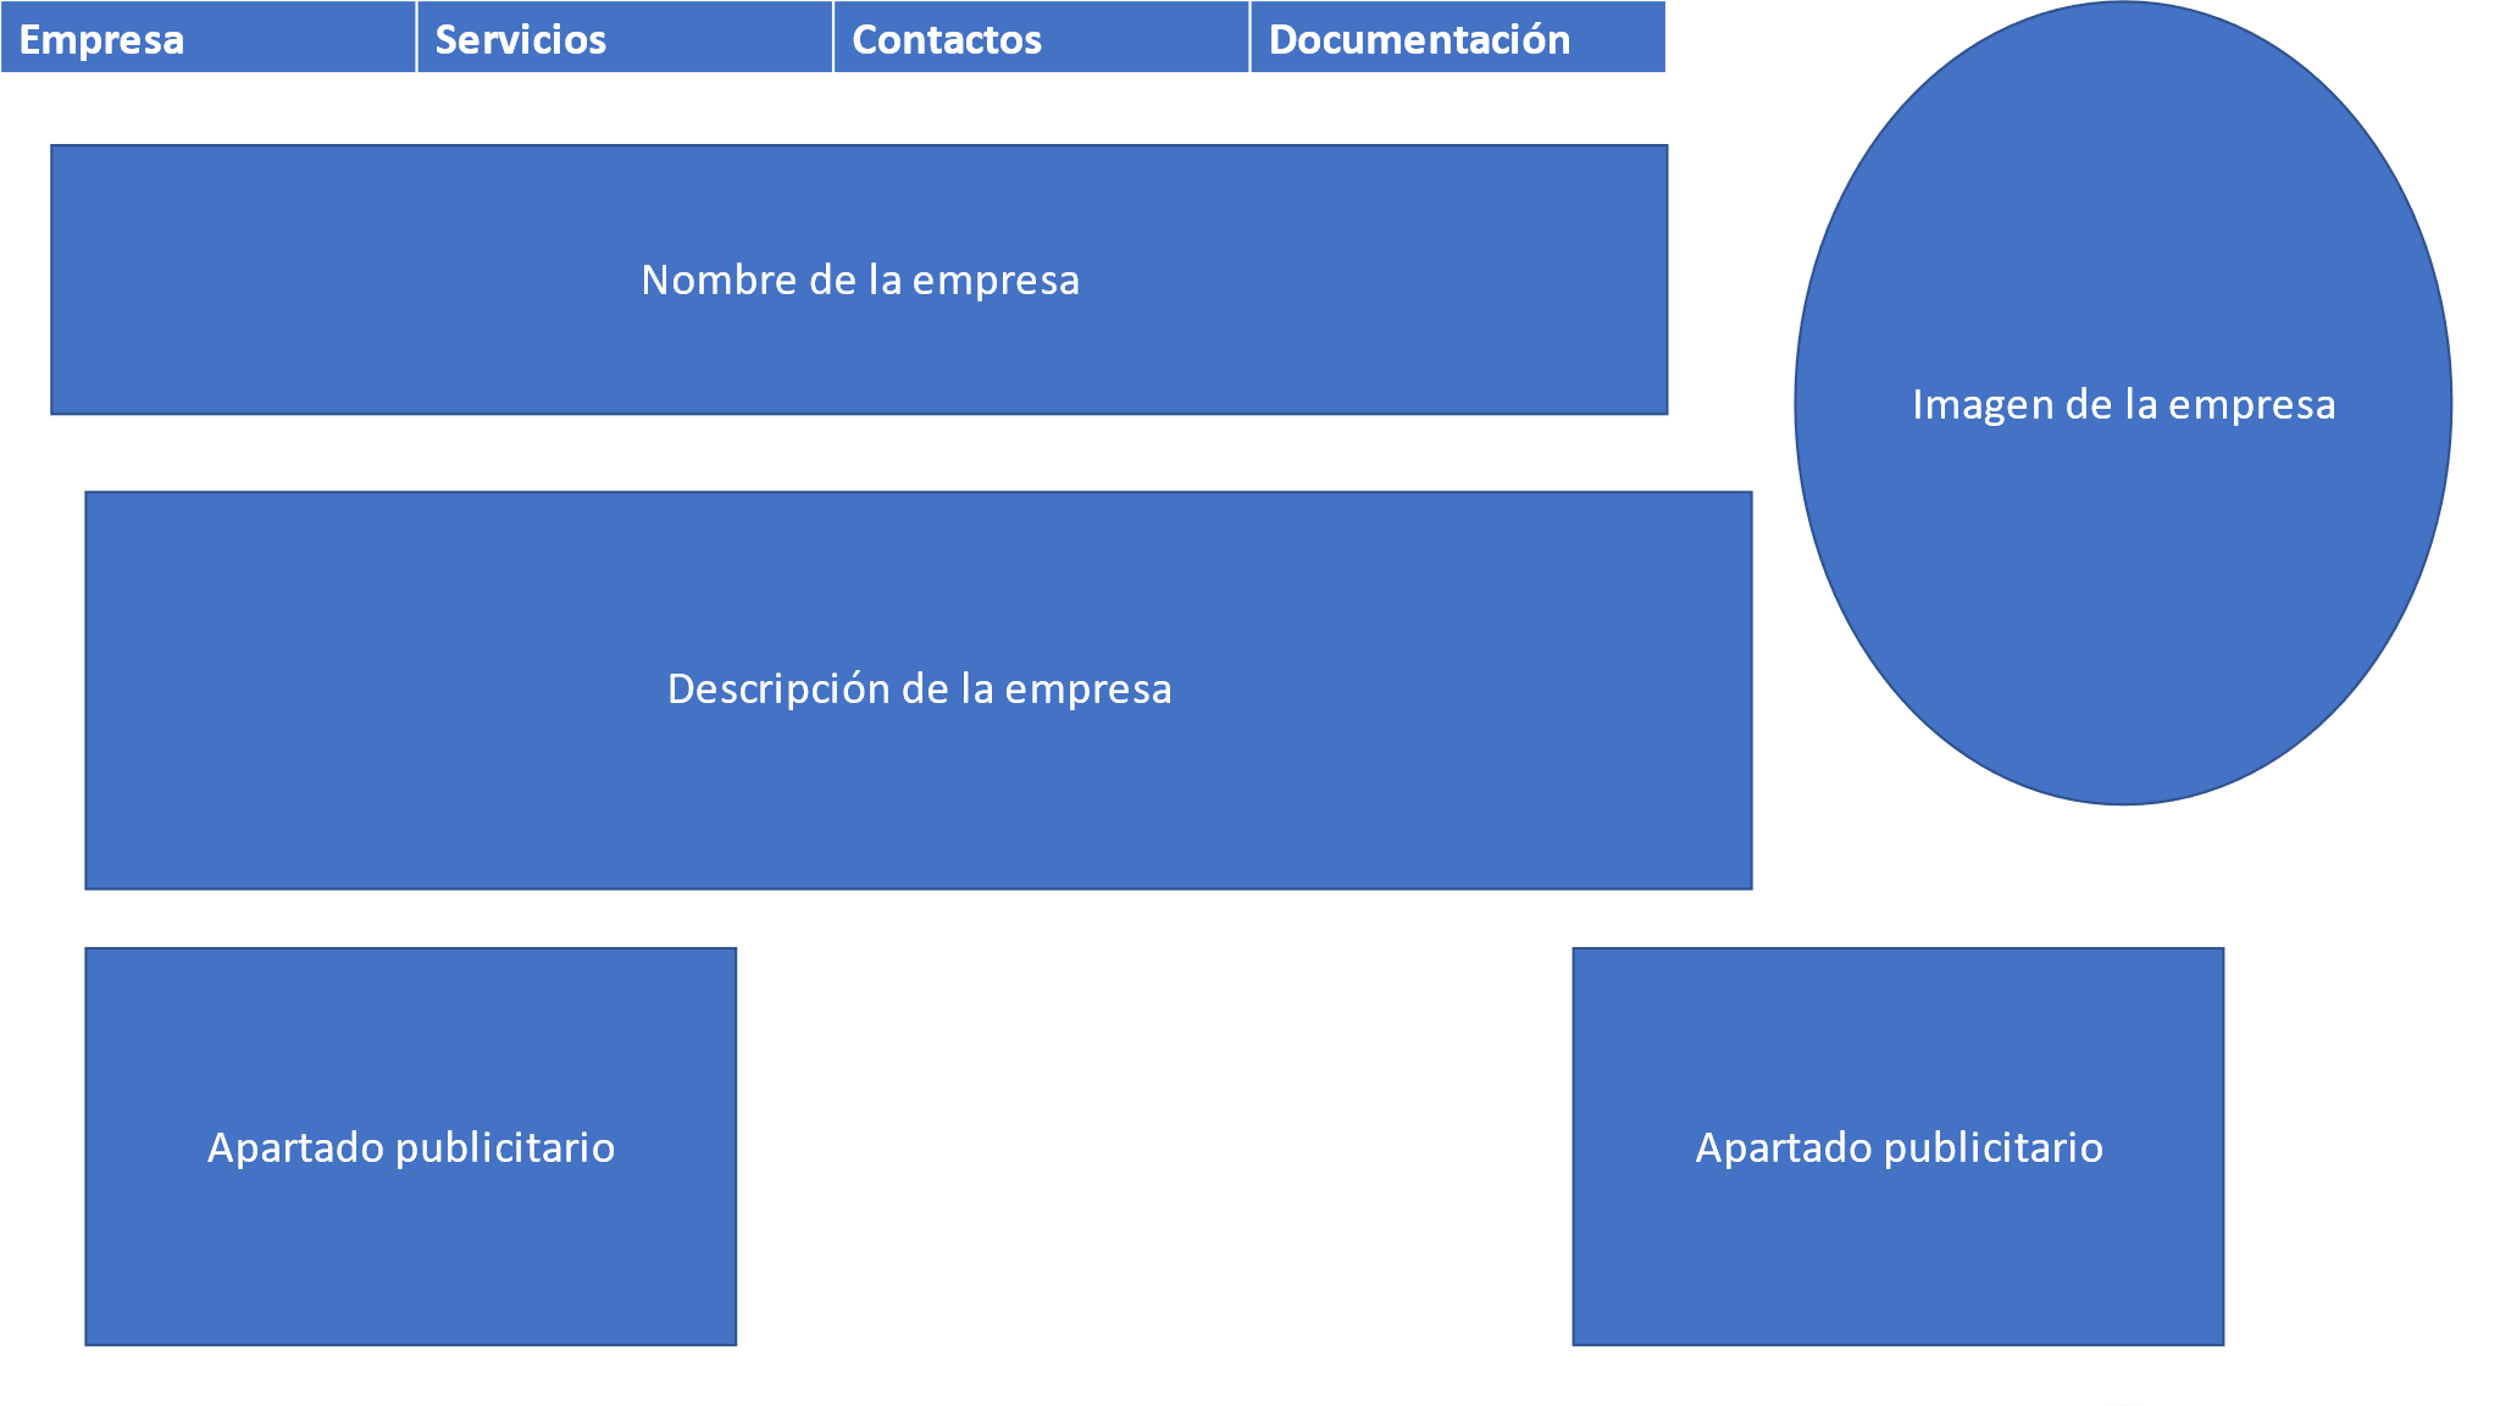 Empresa
Servicios
Contactos
Documentación
Nombre de la empresa
Imagen de la empresa
Descripción de la empresa
Apartado publicitario
Apartado publicitario